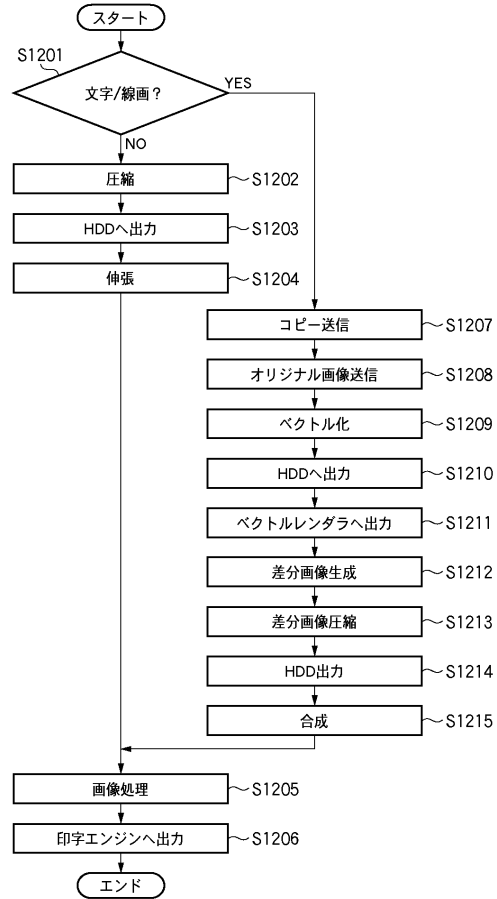 スタート
S1201
文字/線画？
YES
NO
圧縮
S1202
HDDへ出力
S1203
伸張
S1204
コピー送信
S1207
オリジナル画像送信
S1208
ベクトル化
S1209
HDDへ出力
S1210
ベクトルレンダラへ出力
S1211
差分画像生成
S1212
差分画像圧縮
S1213
HDD出力
S1214
合成
S1215
画像処理
S1205
印字エンジンへ出力
S1206
エンド